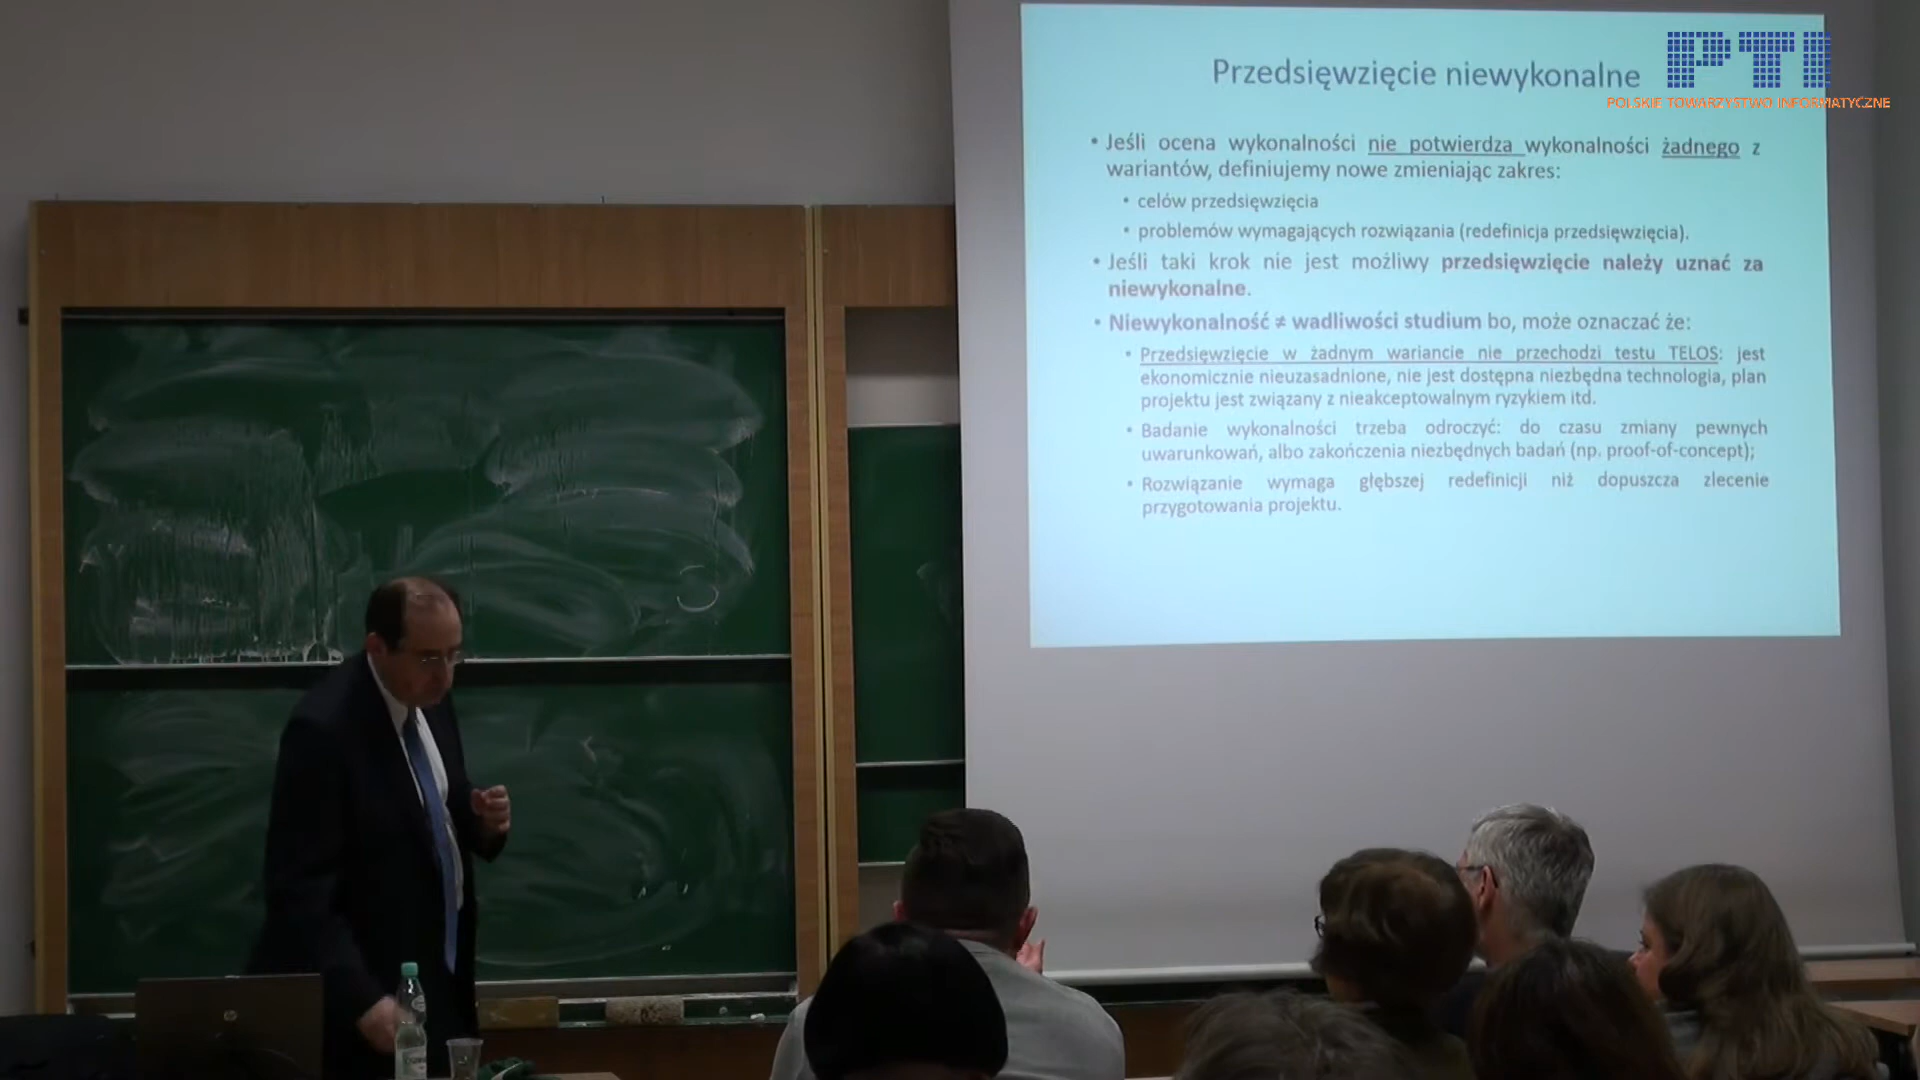 Przedsięwzięcie niewykonalne
PTI
POLSKIE TOWARZYSTWO INFORMATYCZNE
• Jeśli ocena wykonalności nie potwierdza wykonalności żadnego z
wariantów, definiujemy nowe zmieniając zakres:
• celów przedsięwzięcia
• problemów wymagających rozwiązania (redefinicja przedsięwzięcia).
• Jeśli taki krok nie jest możliwy przedsięwzięcie należy uznać za
niewykonalne.
• Niewykonalność ≠ wadliwości studium bo, może oznaczać że:
• Przedsięwzięcie w żadnym wariancie nie przechodzi testu TELOS: jest
ekonomicznie nieuzasadnione, nie jest dostępna niezbędna technologia, plan
projektu jest związany z nieakceptowalnym ryzykiem itd.
• Badanie wykonalności trzeba odroczyć: do czasu zmiany pewnych
uwarunkowań, albo zakończenia niezbędnych badań (np. proof-of-concept);
• Rozwiązanie wymaga głębszej redefinicji niż dopuszcza zlecenie
przygotowania projektu.
hp